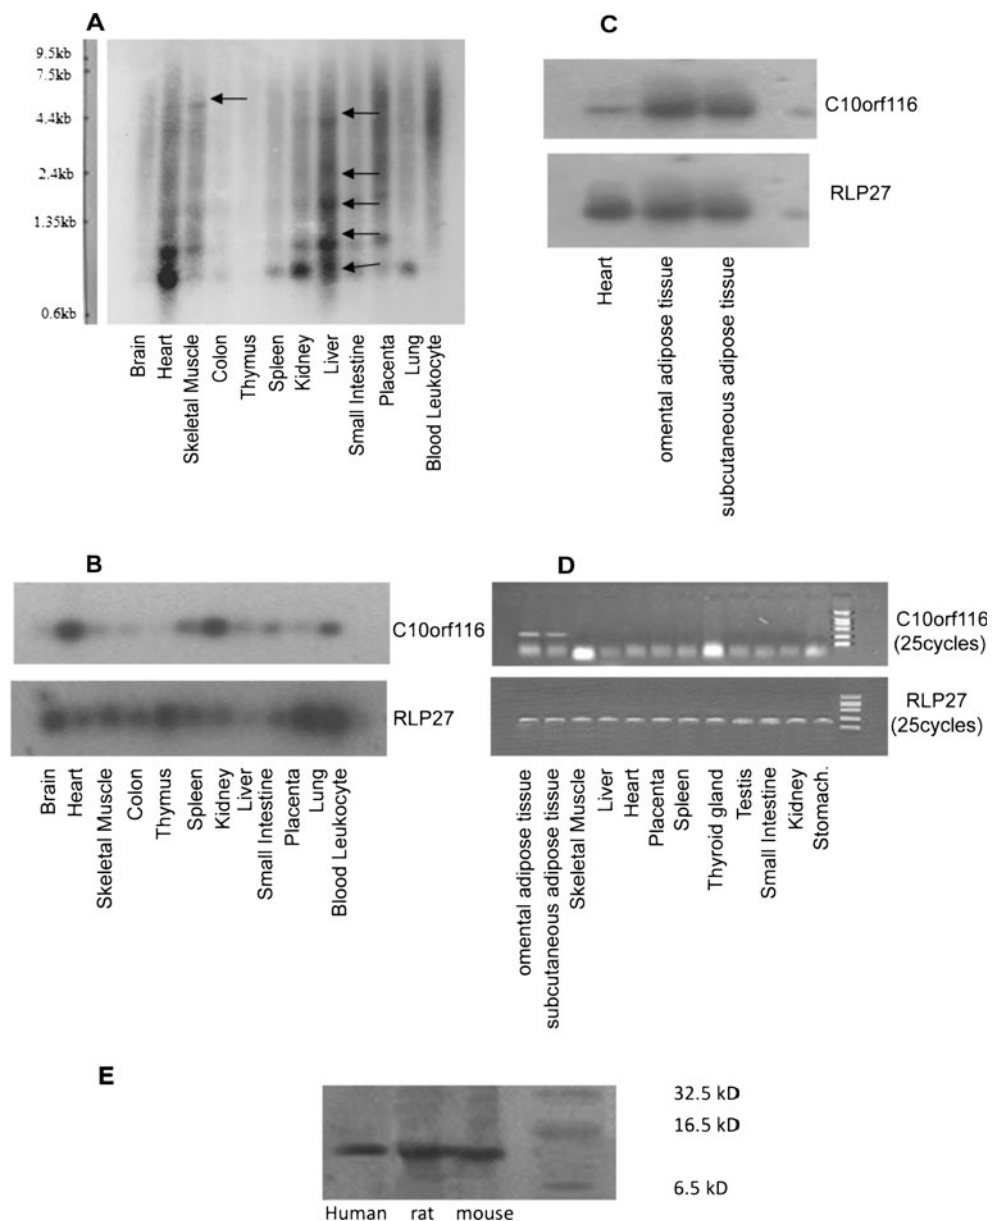 A
9.5kb
7.5kb
4.4kb
2.4kb
1.35kb
0.6kb
Brain
Heart
Skeletal Muscle
Colon
Thymus
Spleen
Kidney
Liver
Small Intestine
Placenta
Lung
Blood Leukocyte
C
C10orf116
RLP27
Heart
omental adipose tissue
subcutaneous adipose tissue
B
C10orf116
RLP27
Brain
Heart
Skeletal Muscle
Colon
Thymus
Spleen
Kidney
Liver
Small Intestine
Placenta
Lung
Blood Leukocyte
D
C10orf116
(25cycles)
RLP27
(25cycles)
omental adipose tissue
subcutaneous adipose tissue
Skeletal Muscle
Liver
Heart
Placenta
Spleen
Thyroid gland
Testis
Small Intestine
Kidney
Stomach.
E
32.5 kD
16.5 kD
6.5 kD
Human rat mouse